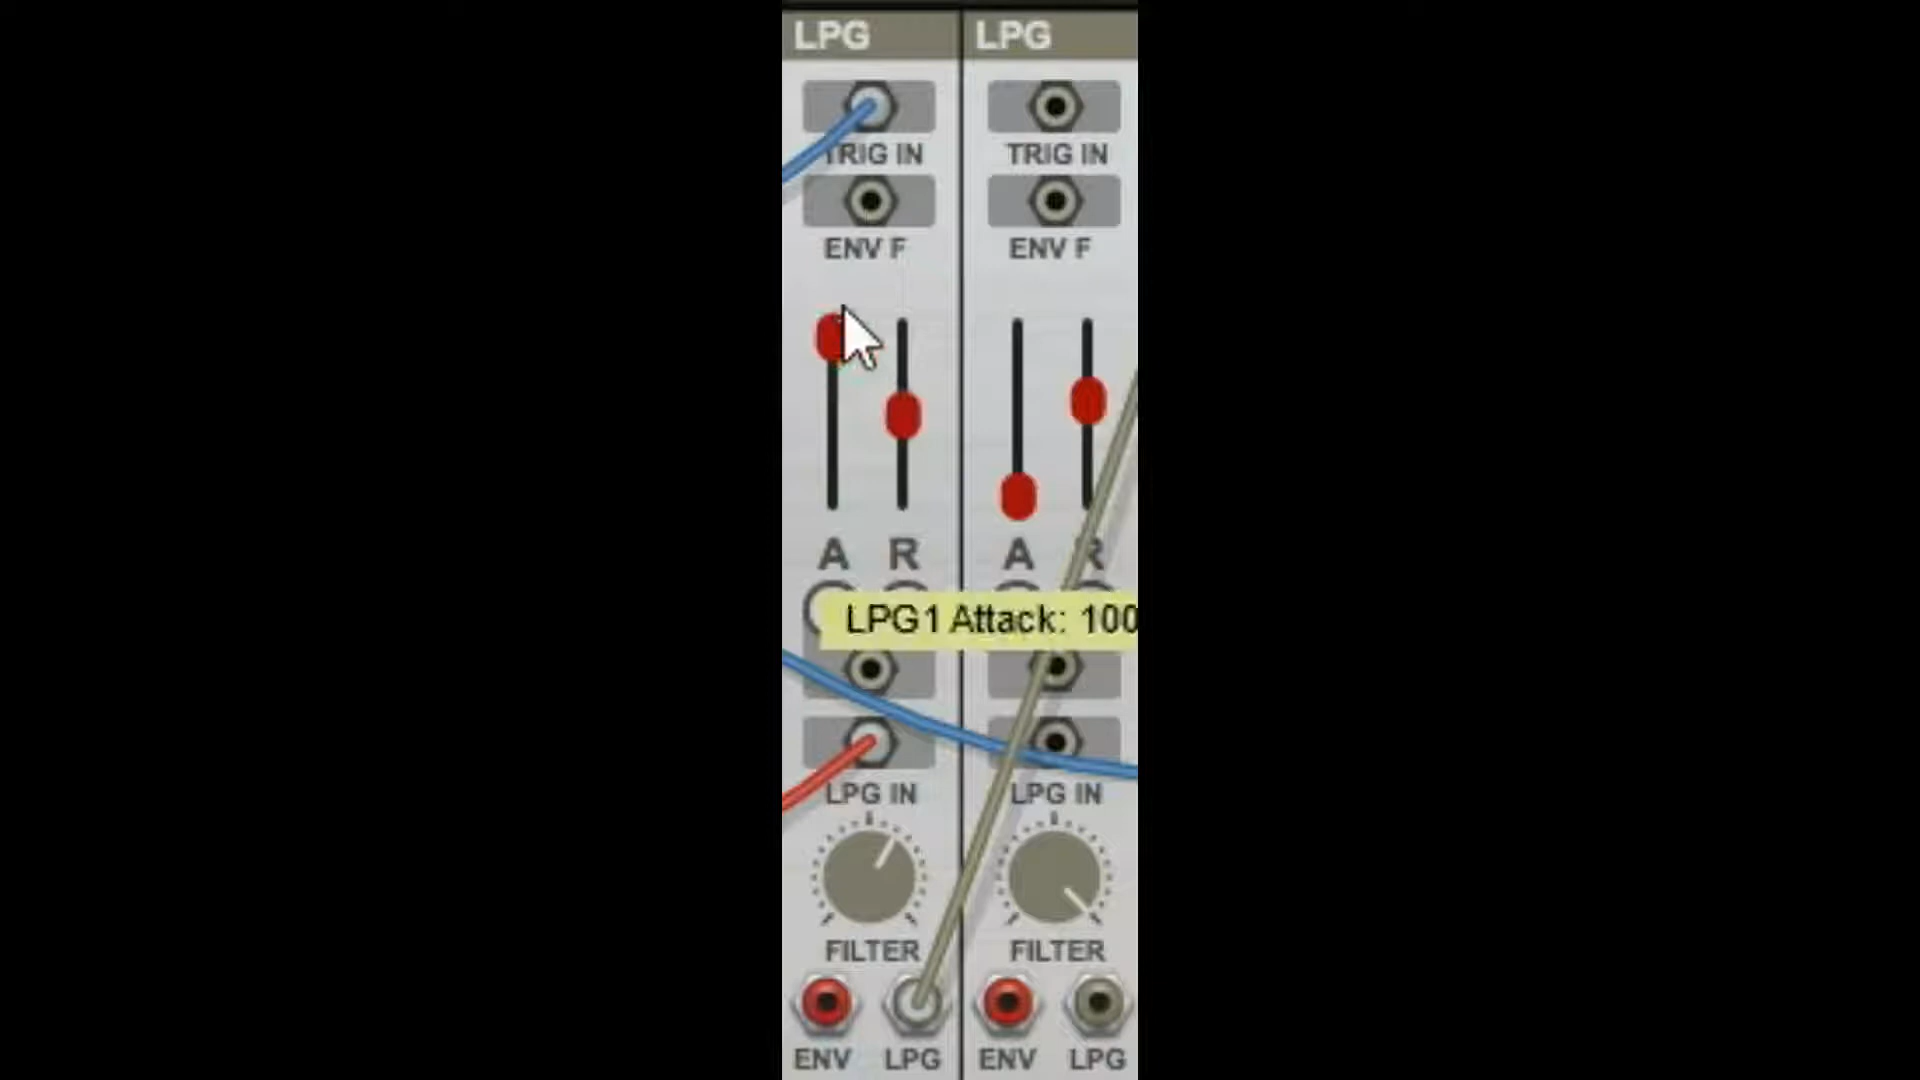 LPG LPG
TRIG IN TRIG IN
ENV F ENV F
A R A R
LPG1 Attack: 100
LPG IN LPG IN
FILTER FILTER
ENV LPG ENV LPG